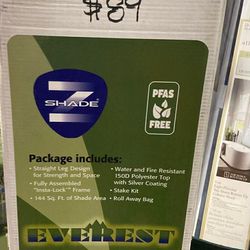 $89
Z
SHADE
PFAS
FREE
Package includes:
• Straight Leg Design
for Strength and Space
• Fully Assembled
"Insta-Lock™ Frame
• 144 Sq. Ft. of Shade Area
• Water and Fire Resistant
150D Polyester Top
with Silver Coating
• Stake Kit
• Roll Away Bag
EVEREST